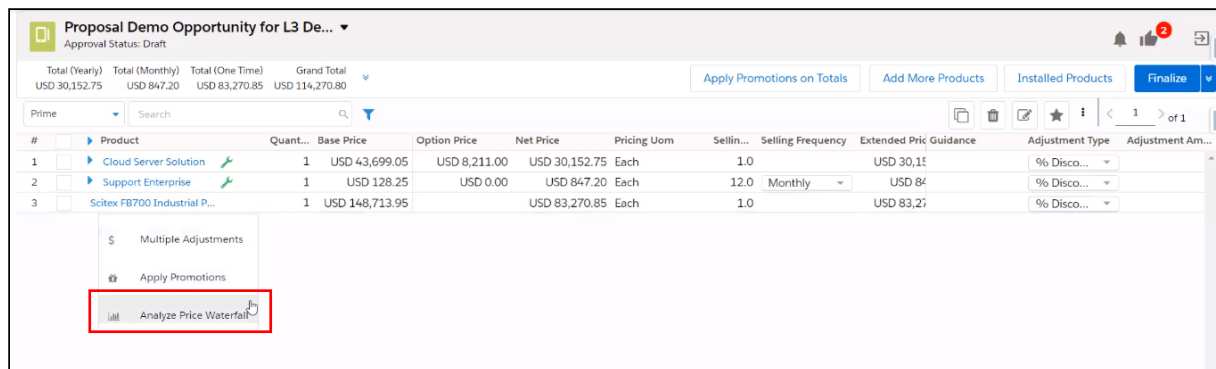 Proposal Demo Opportunity for L3 De...
Approval Status: Draft
2
Total (Yearly) Total (Monthly) Total (One Time) Grand Total
USD 30,152.75 USD 847.20 USD 83,270.85 USD 114,270.80
Apply Promotions on Totals Add More Products Installed Products Finalize
Prime Search 1 of 1
# Product Quant... Base Price Option Price Net Price Pricing Uom Sellin... Selling Frequency Extended Pric Guidance Adjustment Type Adjustment Am...
1 Cloud Server Solution 1 USD 43,699.05 USD 8,211.00 USD 30,152.75 Each 1.0 USD 30,15 % Disco...
2 Support Enterprise 1 USD 128.25 USD 0.00 USD 847.20 Each 12.0 Monthly USD 84 % Disco...
3 Scitex FB700 Industrial P... 1 USD 148,713.95 USD 83,270.85 Each 1.0 USD 83,27 % Disco...
$ Multiple Adjustments
Apply Promotions
Analyze Price Waterfall